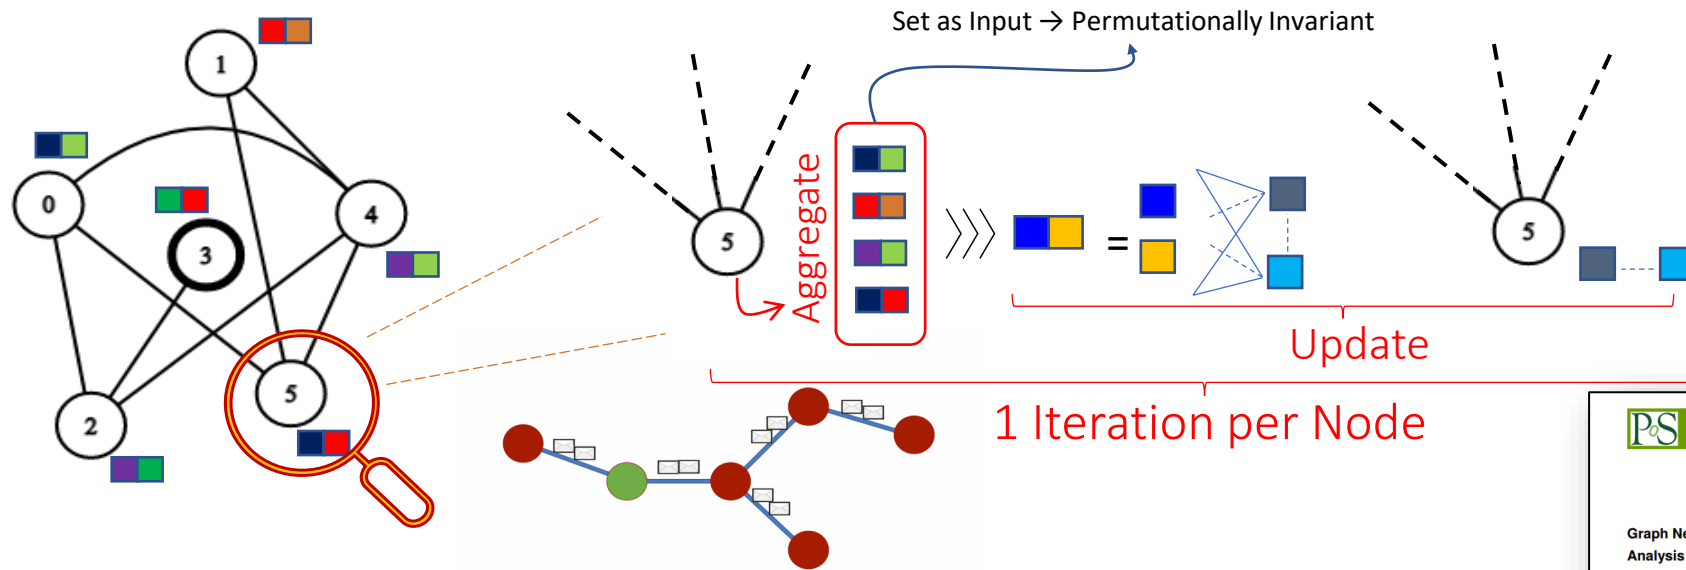 Set as Input → Permutationally Invariant
1
0
3
4
2
5
5
Aggregate
=
5
Update
1 Iteration per Node
PoS
Graph Ne
Analysis